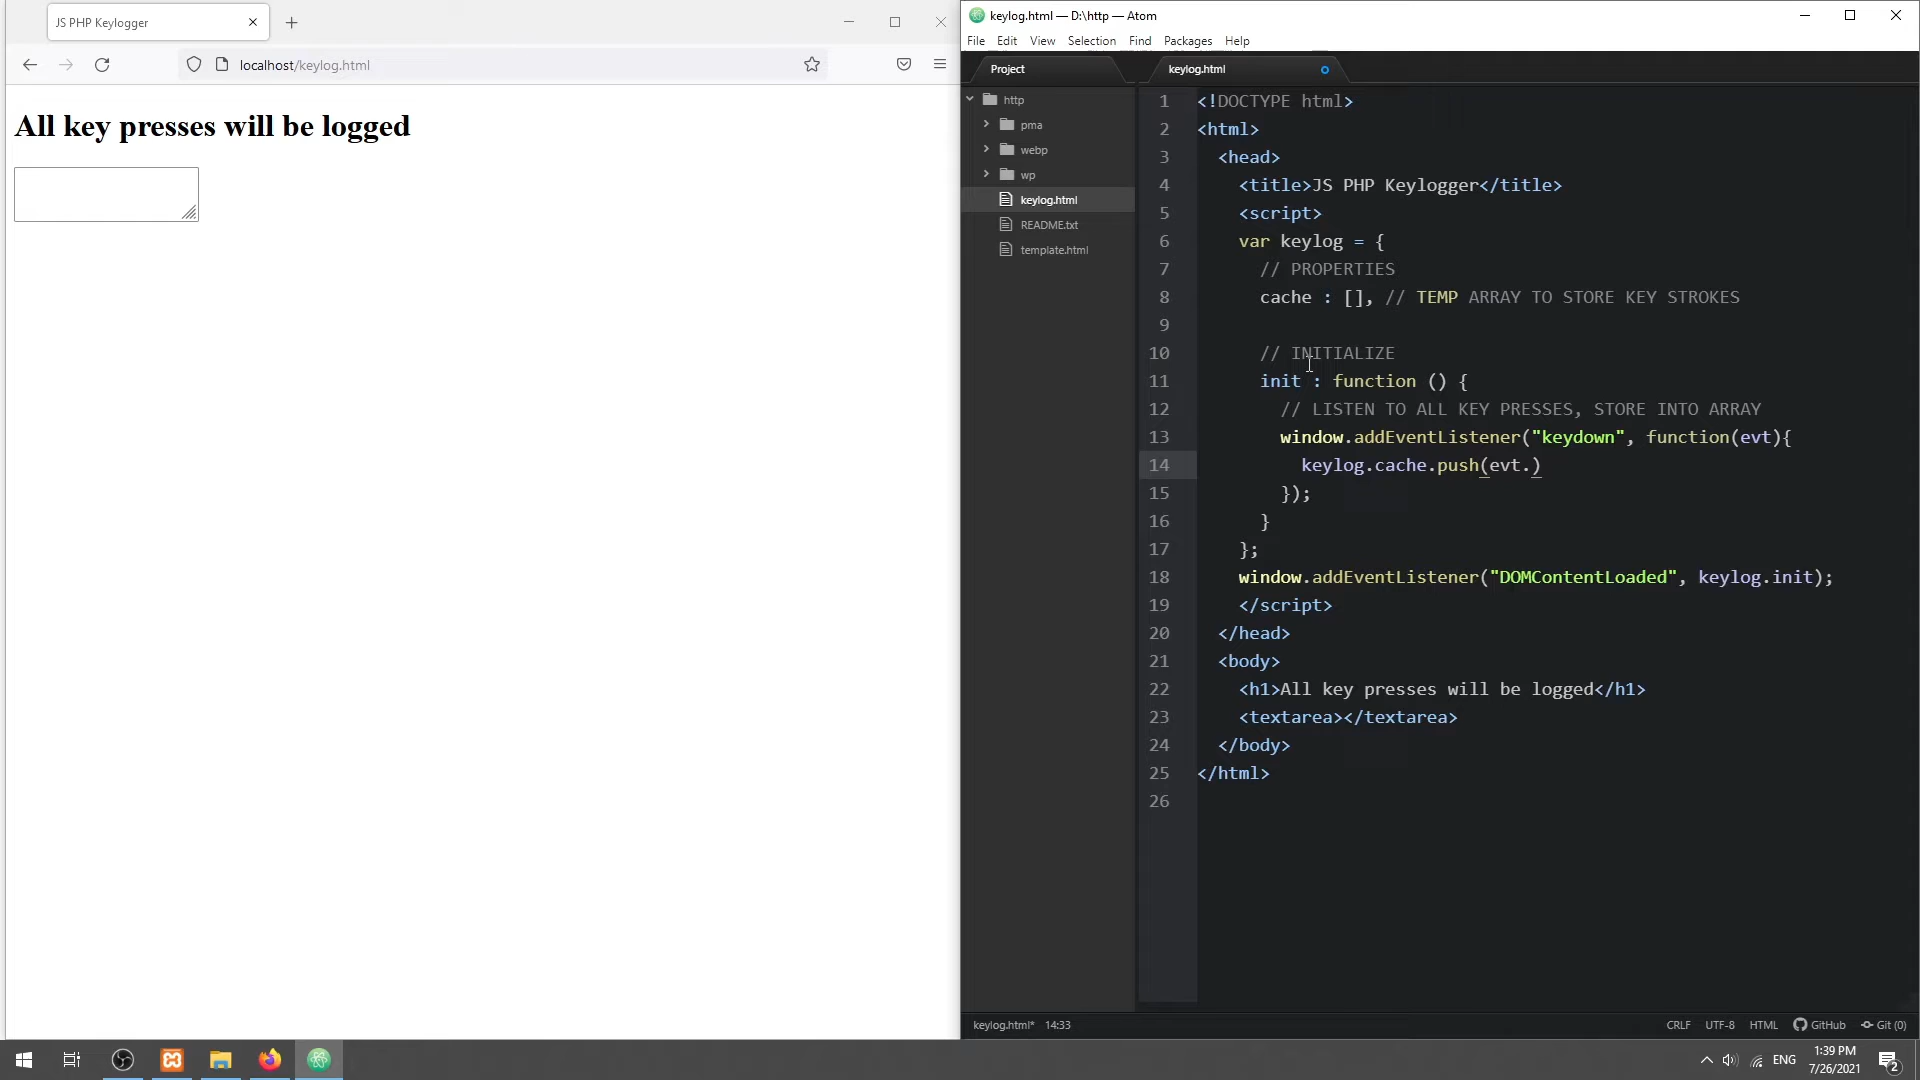 JS PHP Keylogger
localhost/keylog.html
All key presses will be logged
keylog.html — D:\http — Atom
File Edit View Selection Find Packages Help
Project
keylog.html
http
pma
webp
wp
keylog.html
README.txt
template.html
1 <!DOCTYPE html>
2 <html>
3 <head>
4 <title>JS PHP Keylogger</title>
5 <script>
6 var keylog = {
7 // PROPERTIES
8 cache : [], // TEMP ARRAY TO STORE KEY STROKES
9
10 // INITIALIZE
11 init : function () {
12 // LISTEN TO ALL KEY PRESSES, STORE INTO ARRAY
13 window.addEventListener("keydown", function(evt){
14 keylog.cache.push(evt.)
15 });
16 }
17 };
18 window.addEventListener("DOMContentLoaded", keylog.init);
19 </script>
20 </head>
21 <body>
22 <h1>All key presses will be logged</h1>
23 <textarea></textarea>
24 </body>
25 </html>
26
keylog.html* 14:33
CRLF UTF-8 HTML GitHub Git (0)
ENG
1:39 PM
7/26/2021
2